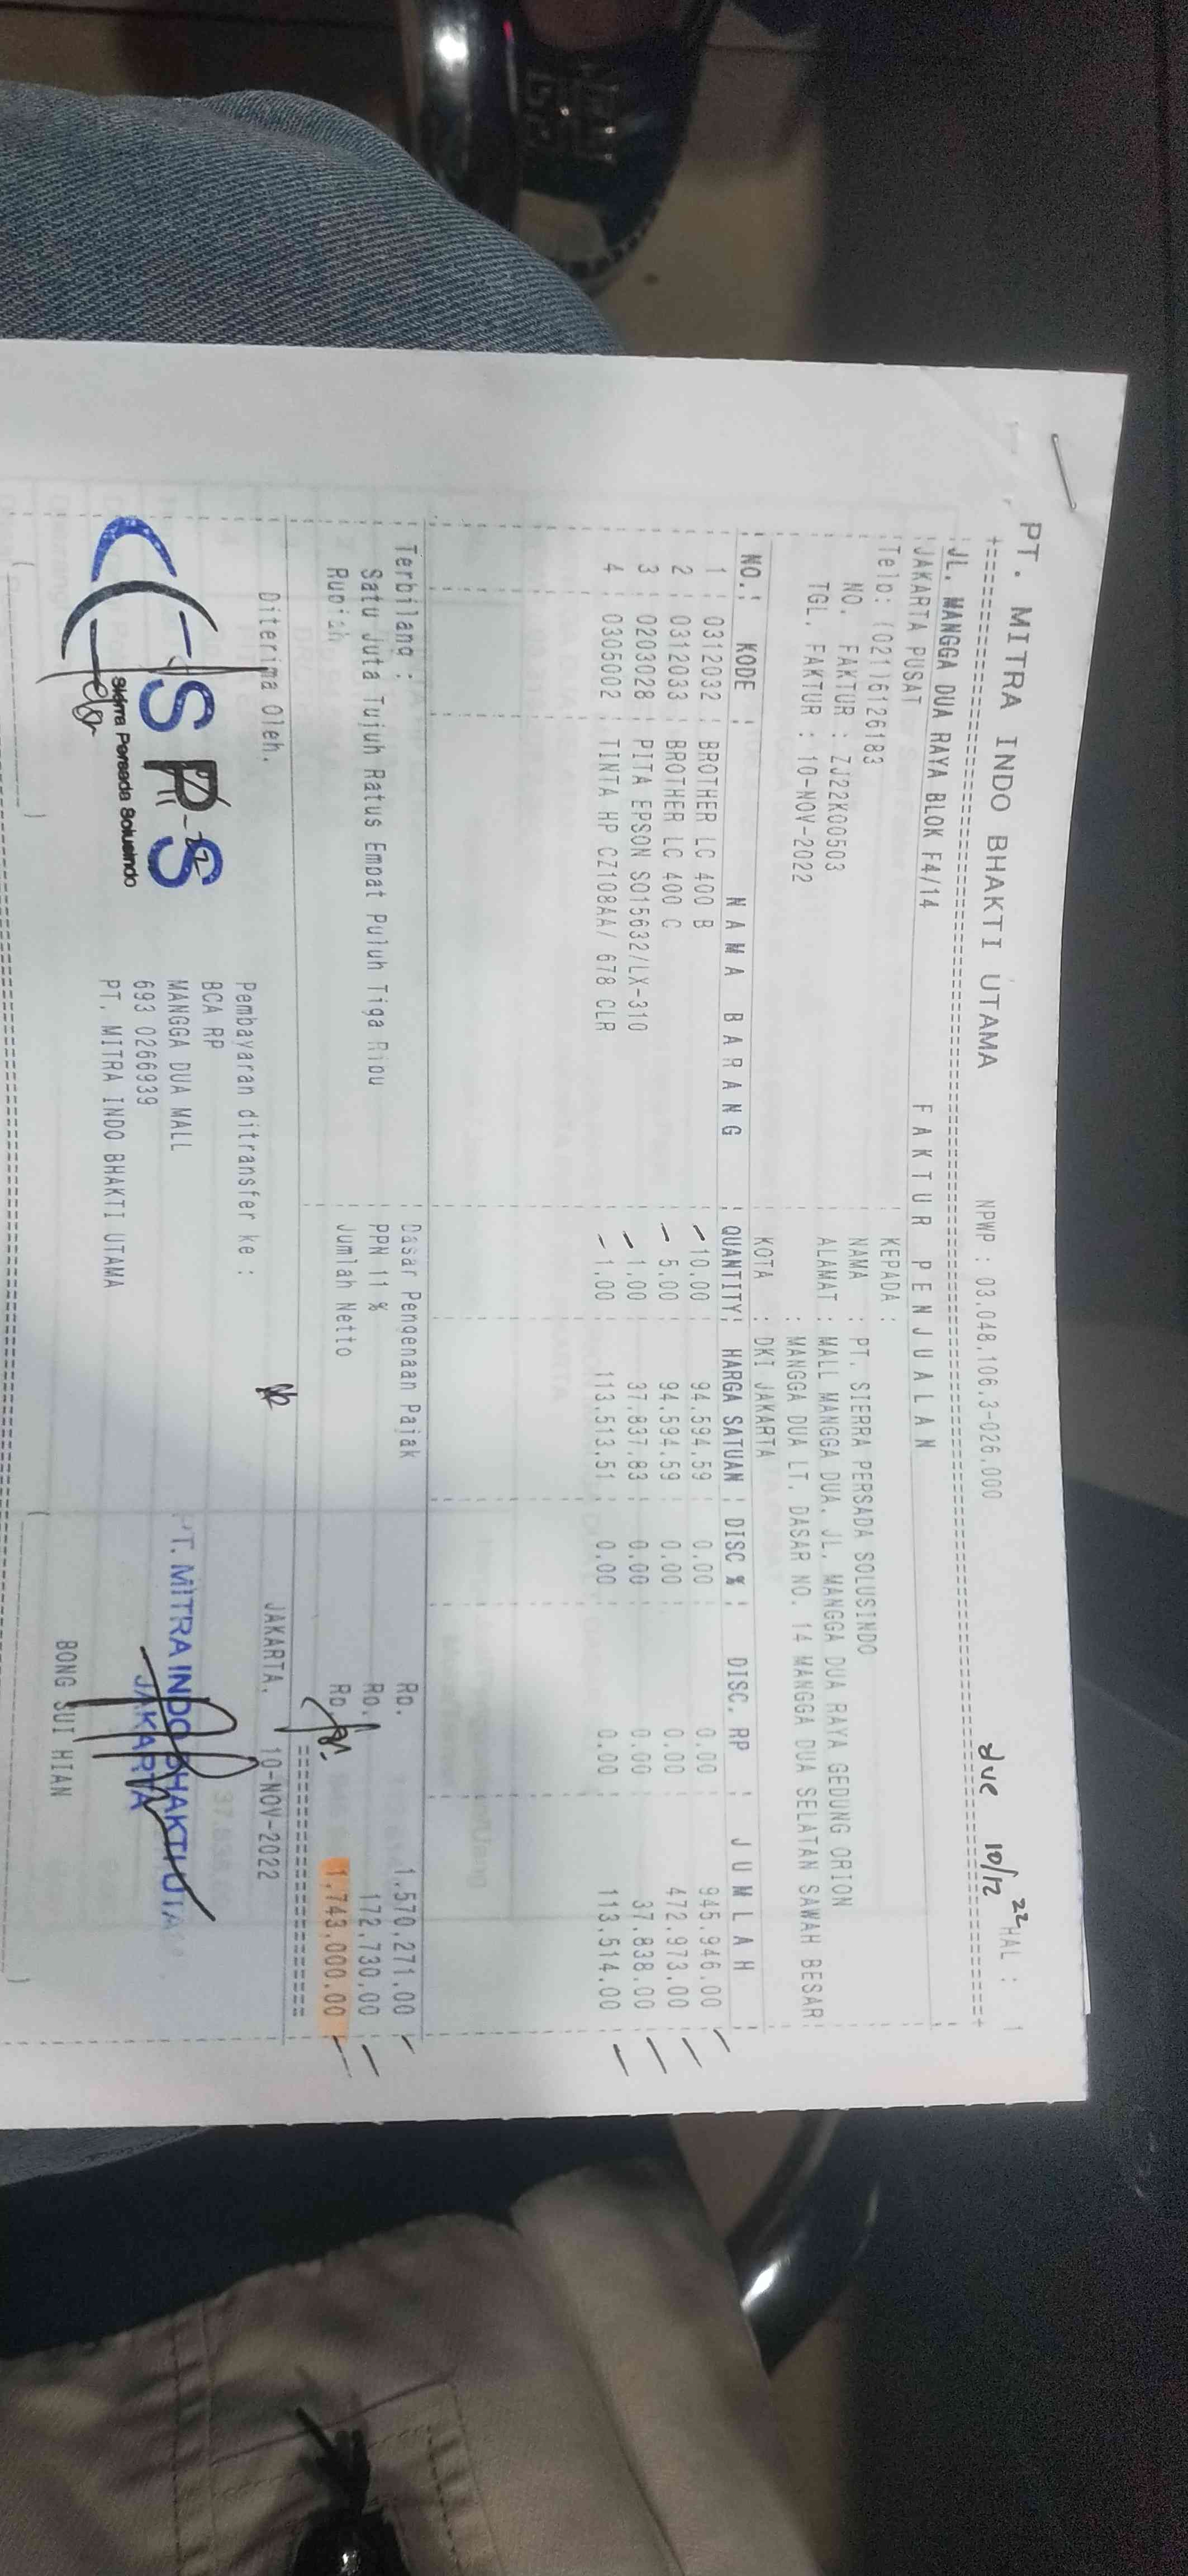 PT. MITRA INDO BHAKTI UTAMA NPWP : 03.048.106.3-026.000 due 10/12 22 HAL : 1
JL. MANGGA DUA RAYA BLOK F4/14
JAKARTA PUSAT F A K T U R P E N J U A L A N
Telp: (021)6126183 KEPADA :
NO. FAKTUR : ZJ22K00503 NAMA : PT. SIERRA PERSADA SOLUSINDO
TGL. FAKTUR : 10-NOV-2022 ALAMAT : MALL MANGGA DUA, JL. MANGGA DUA RAYA GEDUNG ORION
: MANGGA DUA LT. DASAR NO. 14 MANGGA DUA SELATAN SAWAH BESAR
KOTA : DKI JAKARTA
NO. KODE N A M A B A R A N G QUANTITY HARGA SATUAN DISC % DISC. RP J U M L A H
1 0312032 BROTHER LC 400 B 10.00 94.594.59 0.00 0.00 945.946.00
2 0312033 BROTHER LC 400 C 5.00 94.594.59 0.00 0.00 472.973.00
3 0203028 PITA EPSON S015632/LX-310 1.00 37.837.83 0.00 0.00 37.838.00
4 0305002 TINTA HP CZ108AA/ 678 CLR 1.00 113.513.51 0.00 0.00 113.514.00
Terbilang : Dasar Pengenaan Pajak Rp. 1.570.271.00
Satu Juta Tujuh Ratus Empat Puluh Tiga Ribu PPN 11 % Rp. 172.730.00
Rupiah Jumlah Netto Rp. 1.743.000.00
Diterima Oleh, Pembayaran ditransfer ke : JAKARTA, 10-NOV-2022
BCA RP
MANGGA DUA MALL
693 0266939
PT. MITRA INDO BHAKTI UTAMA
SPS
Sierra Persada Solusindo
PT. MITRA INDO BHAKTI UTA
JAKARTA
BONG SUI HIAN